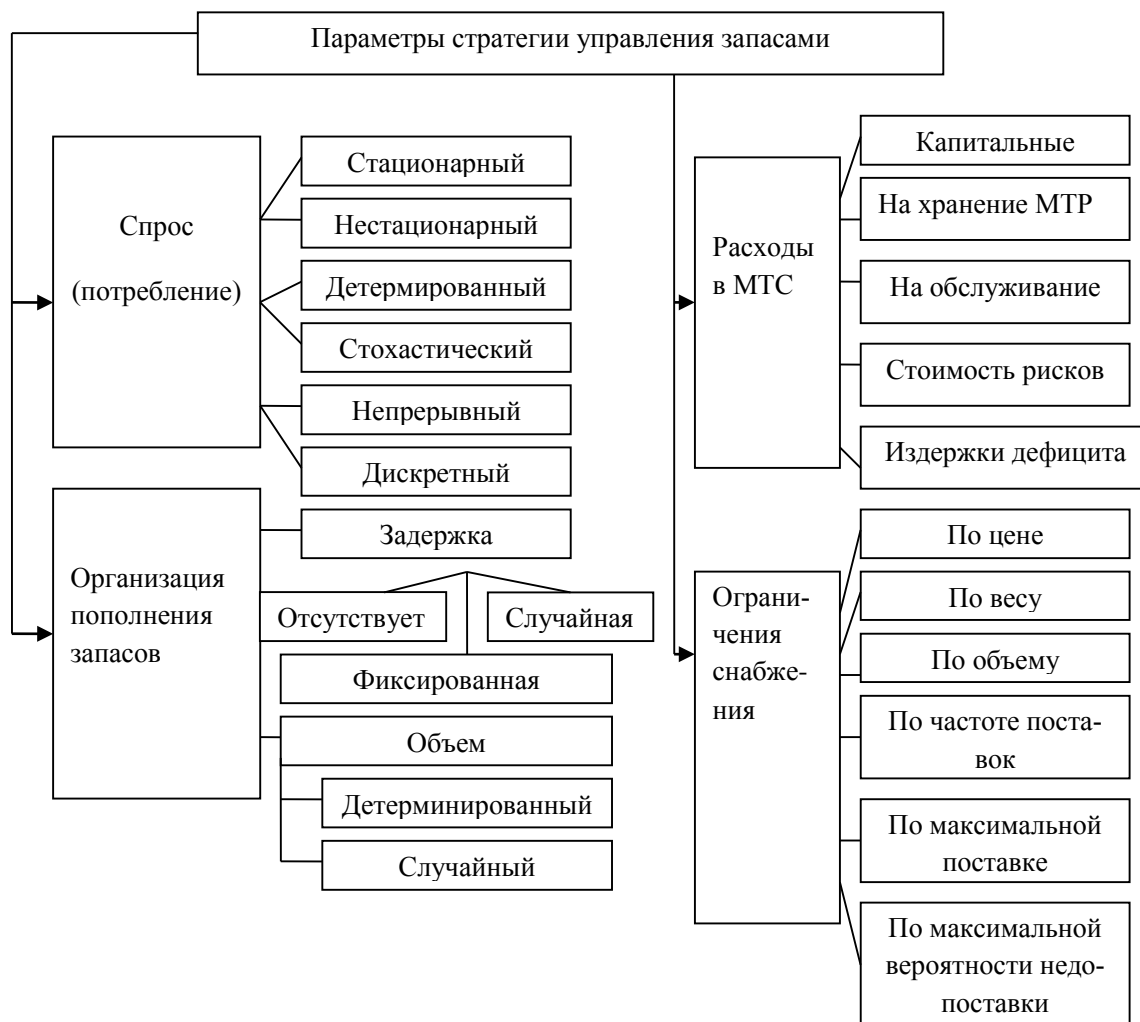 Параметры стратегии управления запасами
Спрос
(потребление)
Стационарный
Нестационарный
Детермированный
Стохастический
Непрерывный
Дискретный
Организация
пополнения
запасов
Задержка
Отсутствует
Случайная
Фиксированная
Объем
Детерминированный
Случайный
Расходы
в МТС
Капитальные
На хранение МТР
На обслуживание
Стоимость рисков
Издержки дефицита
Ограни-
чения
снабже-
ния
По цене
По весу
По объему
По частоте поста-
вок
По максимальной
поставке
По максимальной
вероятности недо-
поставки